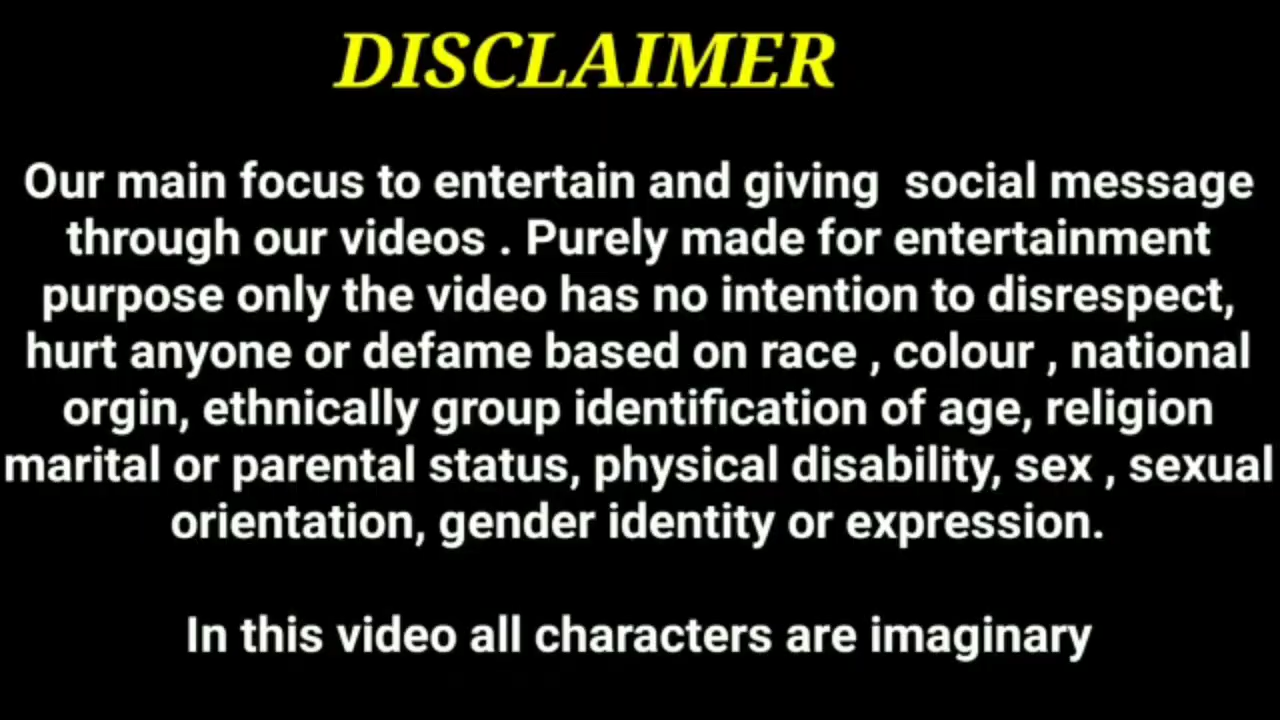 DISCLAIMER
Our main focus to entertain and giving  social message
through our videos . Purely made for entertainment
purpose only the video has no intention to disrespect,
hurt anyone or defame based on race , colour , national
orgin, ethnically group identification of age, religion
marital or parental status, physical disability, sex , sexual
orientation, gender identity or expression.
In this video all characters are imaginary